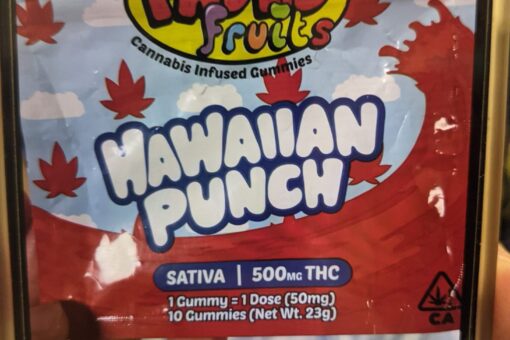 fruits
Cannabis Infused Gummies
HAWAIIAN
PUNCH
SATIVA | 500MG THC
1 Gummy = 1 Dose (50mg)
10 Gummies (Net Wt. 23g)
CA